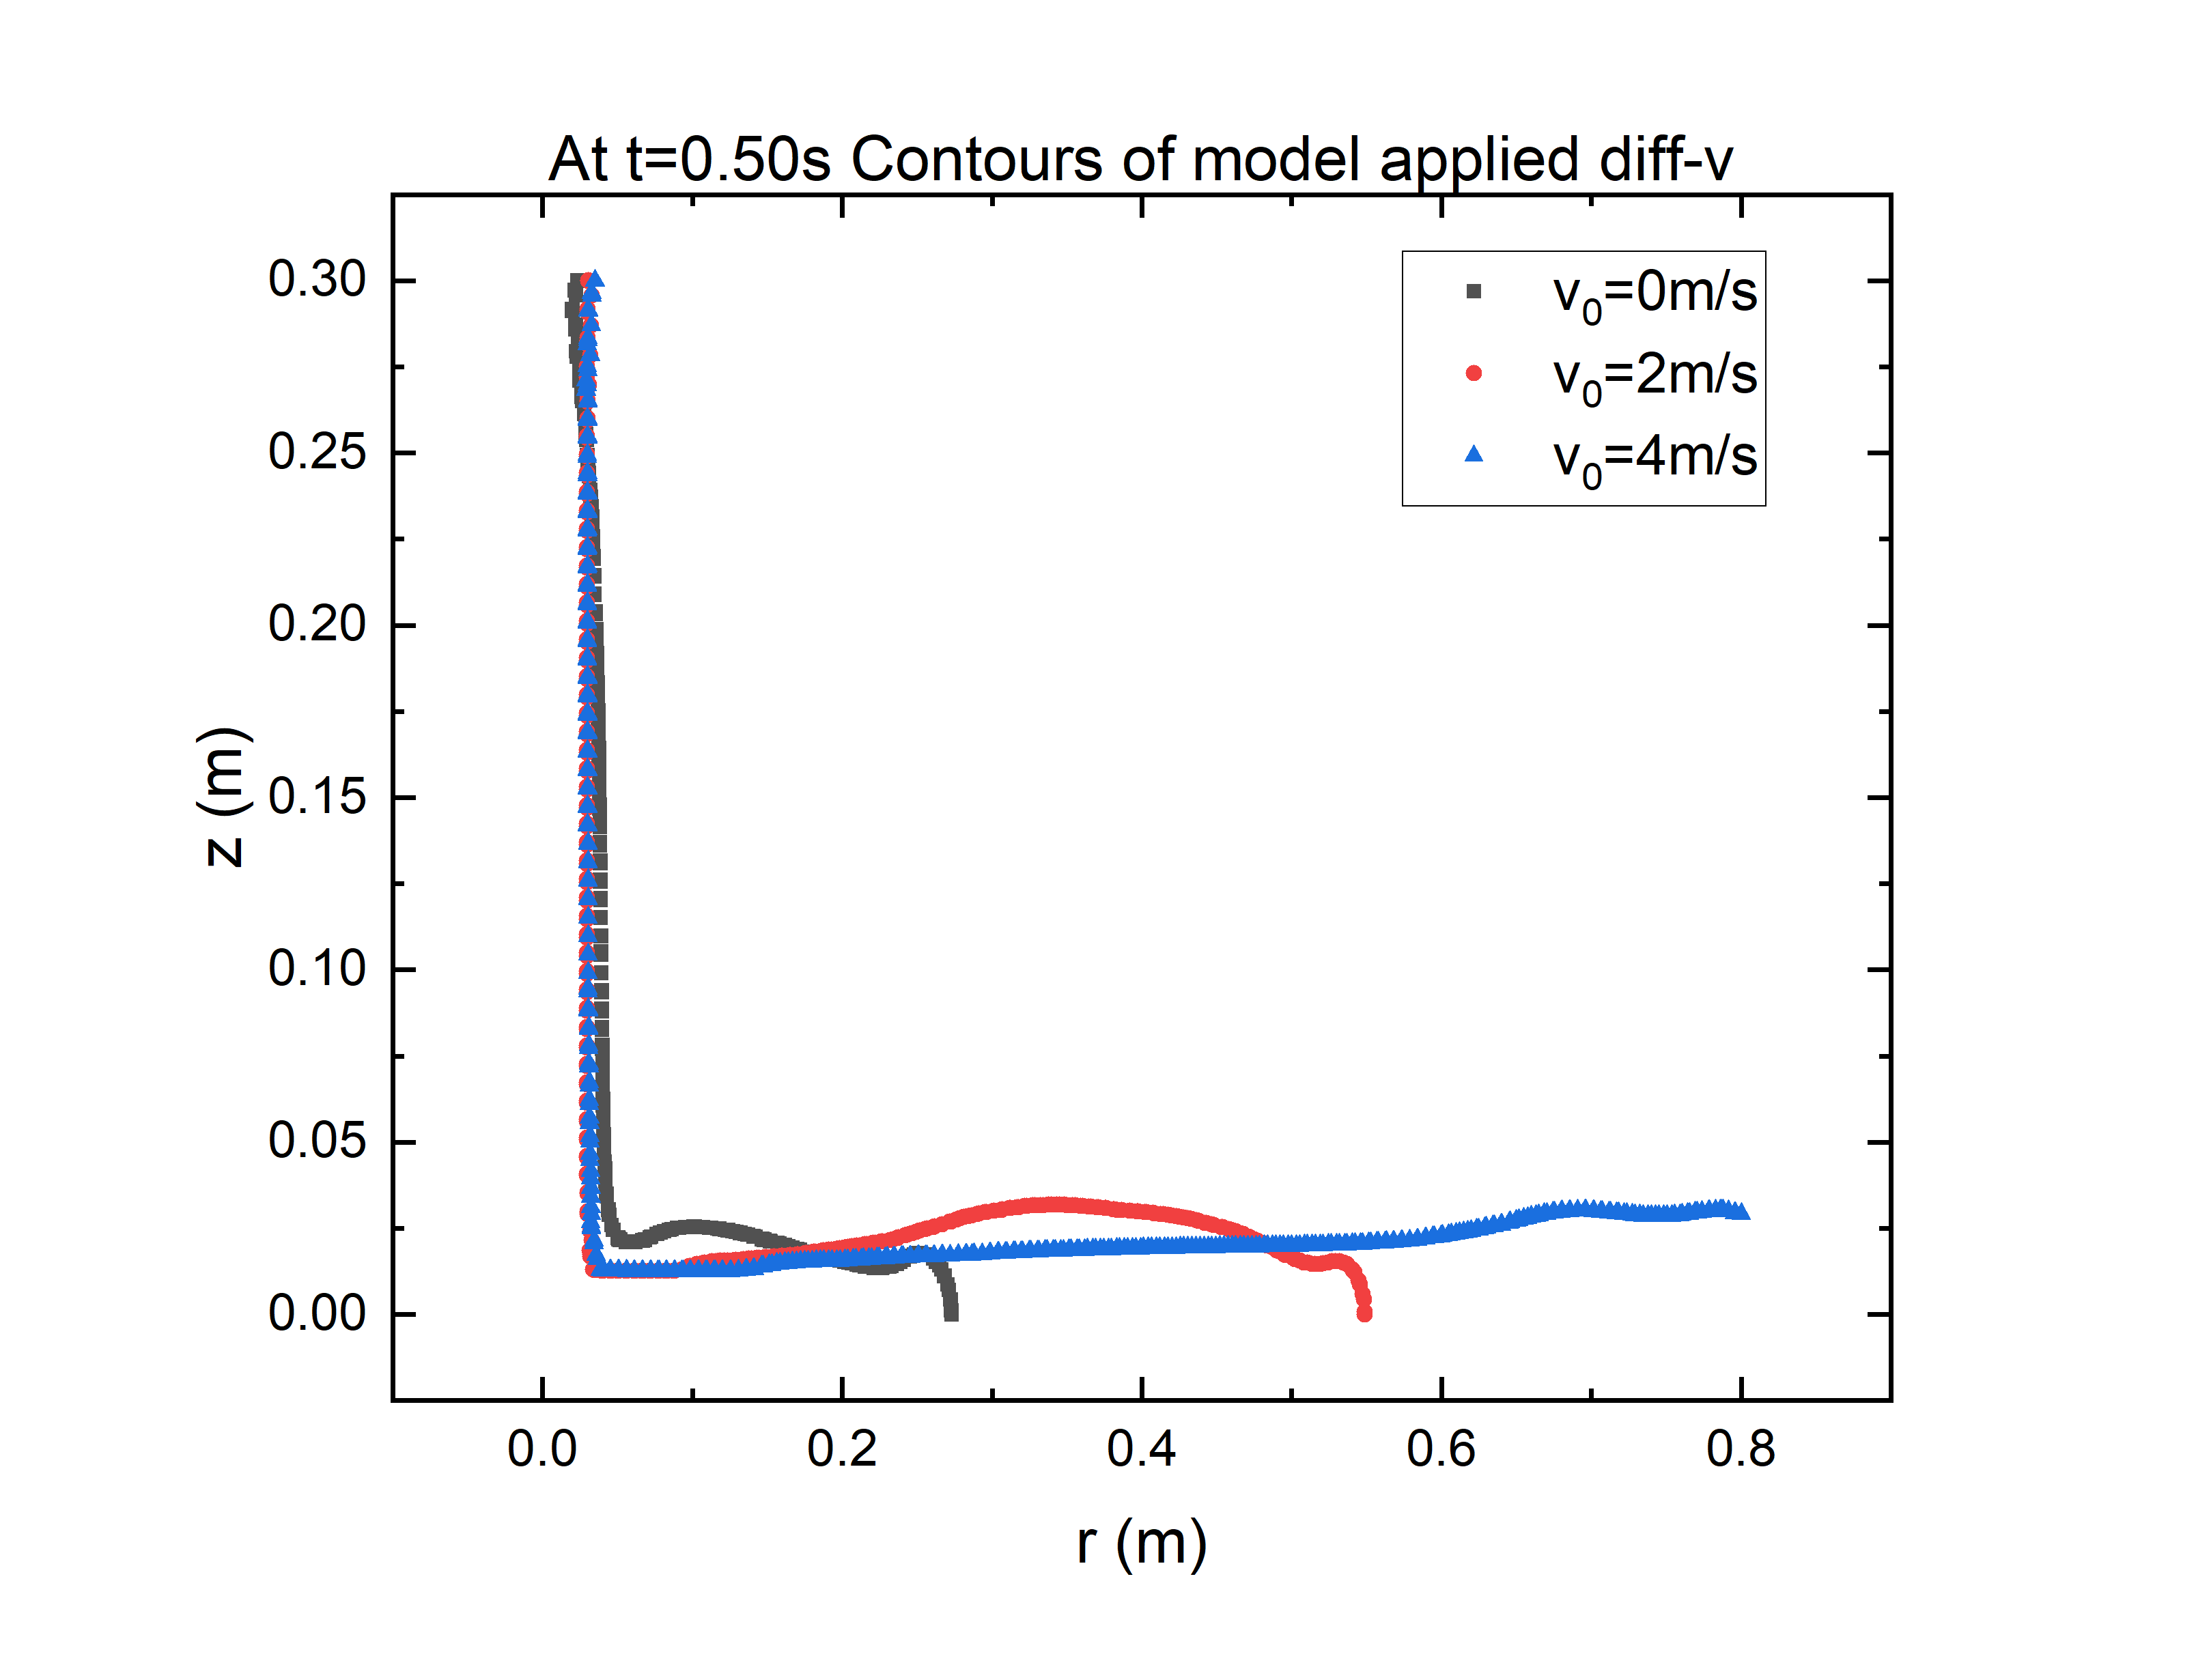 At t=0.50s Contours of model applied diff-v
v₀=0m/s
v₀=2m/s
v₀=4m/s
0.30
0.25
0.20
0.15
0.10
0.05
0.00
z (m)
0.0 0.2 0.4 0.6 0.8
r (m)